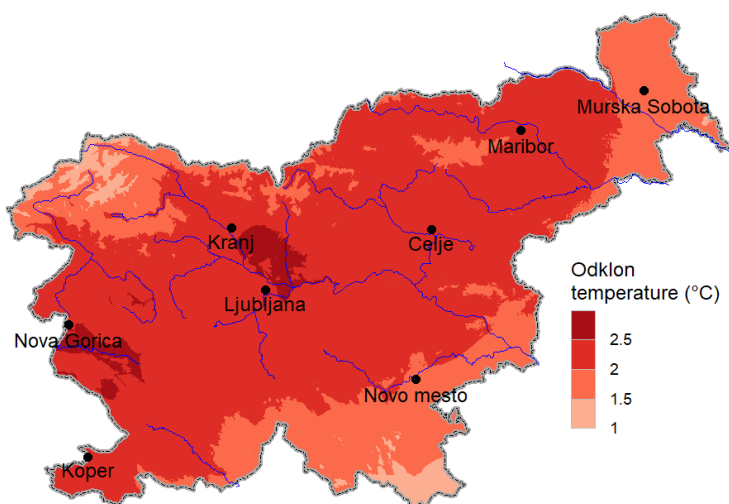 Murska Sobota
Maribor
Kranj
Celje
Ljubljana
Nova Gorica
Novo mesto
Koper
Odklon
temperature (°C)
2.5
2
1.5
1